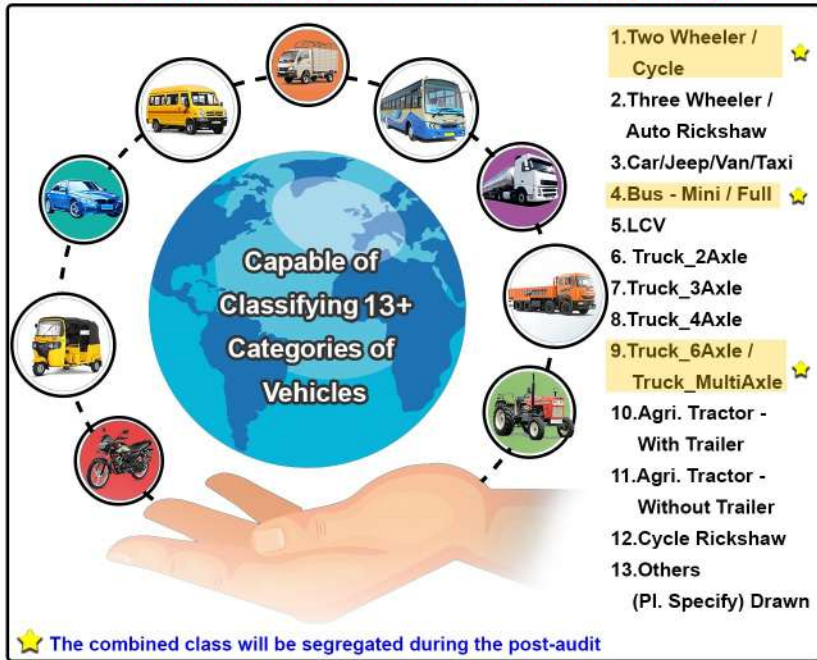 Capable of
Classifying 13+
Categories of
Vehicles
1.Two Wheeler /
Cycle
2.Three Wheeler /
Auto Rickshaw
3.Car/Jeep/Van/Taxi
4.Bus - Mini / Full
5.LCV
6. Truck_2Axle
7.Truck_3Axle
8.Truck_4Axle
9.Truck_6Axle /
Truck_MultiAxle
10.Agri. Tractor -
With Trailer
11.Agri. Tractor -
Without Trailer
12.Cycle Rickshaw
13.Others
(Pl. Specify) Drawn
The combined class will be segregated during the post-audit